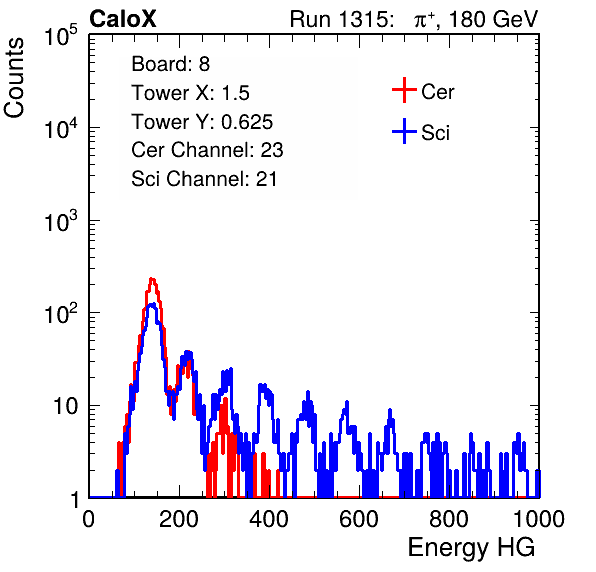 CaloX Run 1315: π⁺, 180 GeV
Board: 8
Tower X: 1.5
Tower Y: 0.625
Cer Channel: 23
Sci Channel: 21
Cer
Sci
Counts
10⁵
10⁴
10³
10²
10
1
0 200 400 600 800 1000
Energy HG